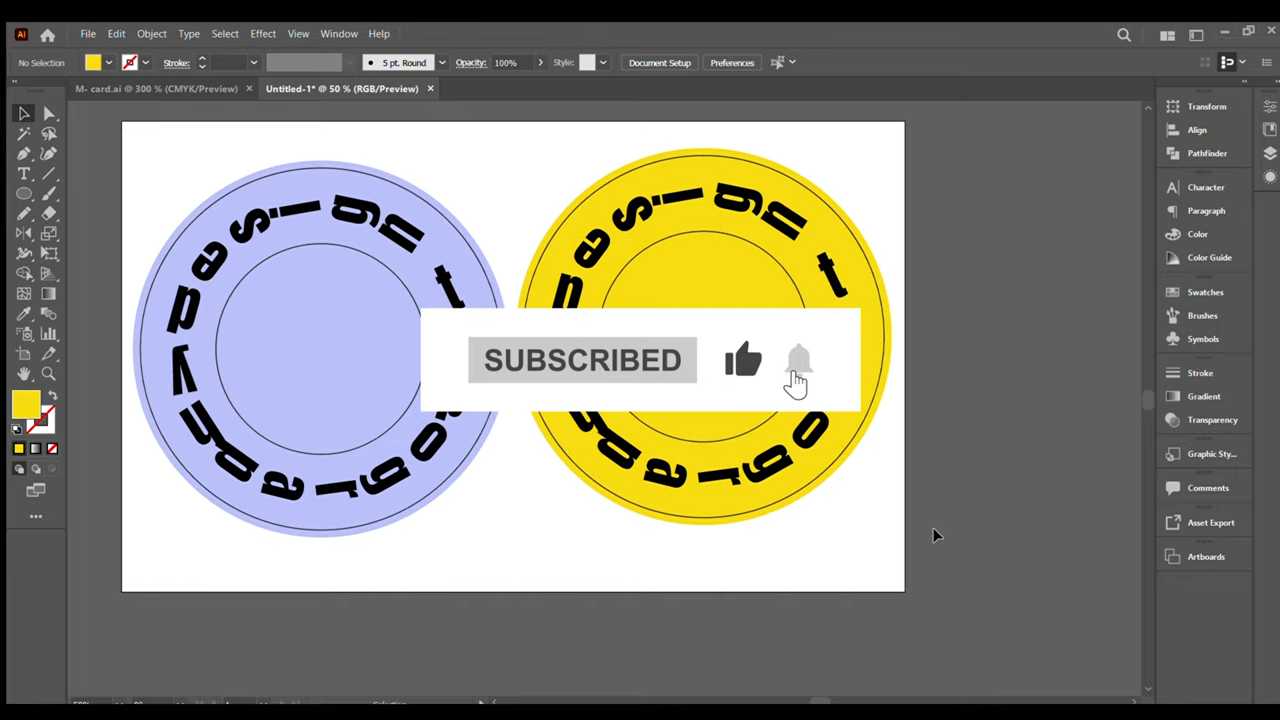 Ai File Edit Object Type Select Effect View Window Help
No Selection Stroke: 5 pt. Round Opacity: 100% Style: Document Setup Preferences
M- card.ai @ 300 % (CMYK/Preview) × Untitled-1* @ 50 % (RGB/Preview) ×
Transform
Align
Pathfinder
Character
Paragraph
Color
Color Guide
Swatches
Brushes
Symbols
Stroke
Gradient
Transparency
Graphic Sty...
Comments
Asset Export
Artboards
SUBSCRIBED
Selection